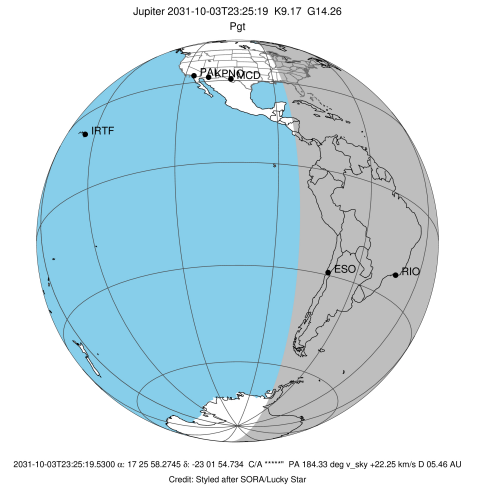 Jupiter 2031-10-03T23:25:19 K9.17 G14.26
Pgt
PAL KPNO MCD
IRTF
ESO
RIO
2031-10-03T23:25:19.5300 α: 17 25 58.2745 δ: -23 01 54.734 C/A *****" PA 184.33 deg v_sky +22.25 km/s D 05.46 AU
Credit: Styled after SORA/Lucky Star